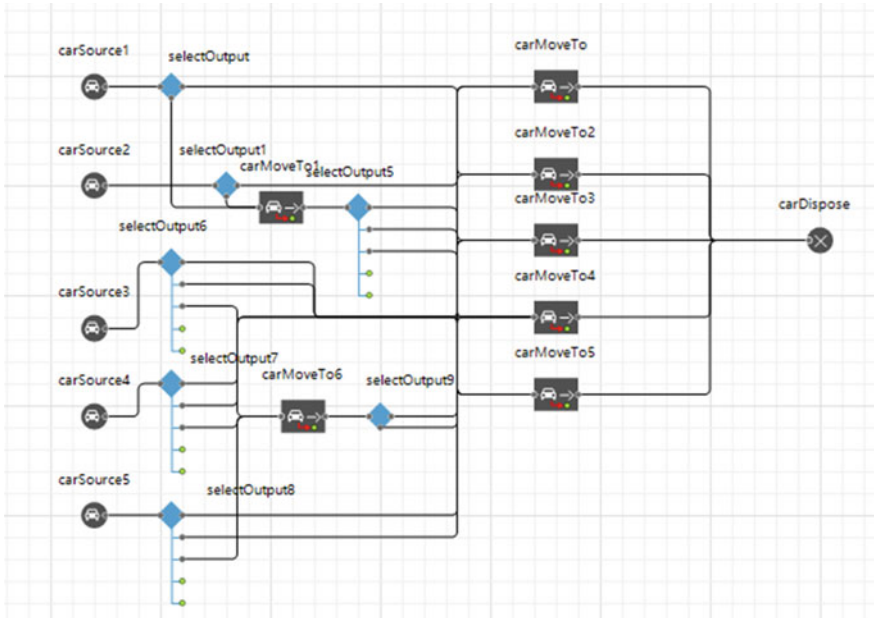 carSource1
selectOutput
carMoveTo
carSource2
selectOutput1
carMoveTo1
selectOutput5
carMoveTo2
carMoveTo3
carDispose
selectOutput6
carSource3
carMoveTo4
selectOutput7
carSource4
carMoveTo6
selectOutput9
carMoveTo5
carSource5
selectOutput8